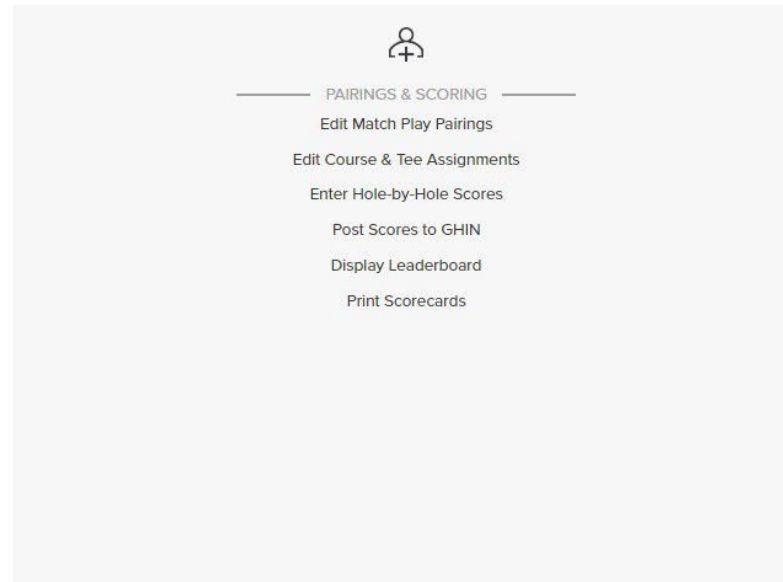 PAIRINGS & SCORING
Edit Match Play Pairings
Edit Course & Tee Assignments
Enter Hole-by-Hole Scores
Post Scores to GHIN
Display Leaderboard
Print Scorecards